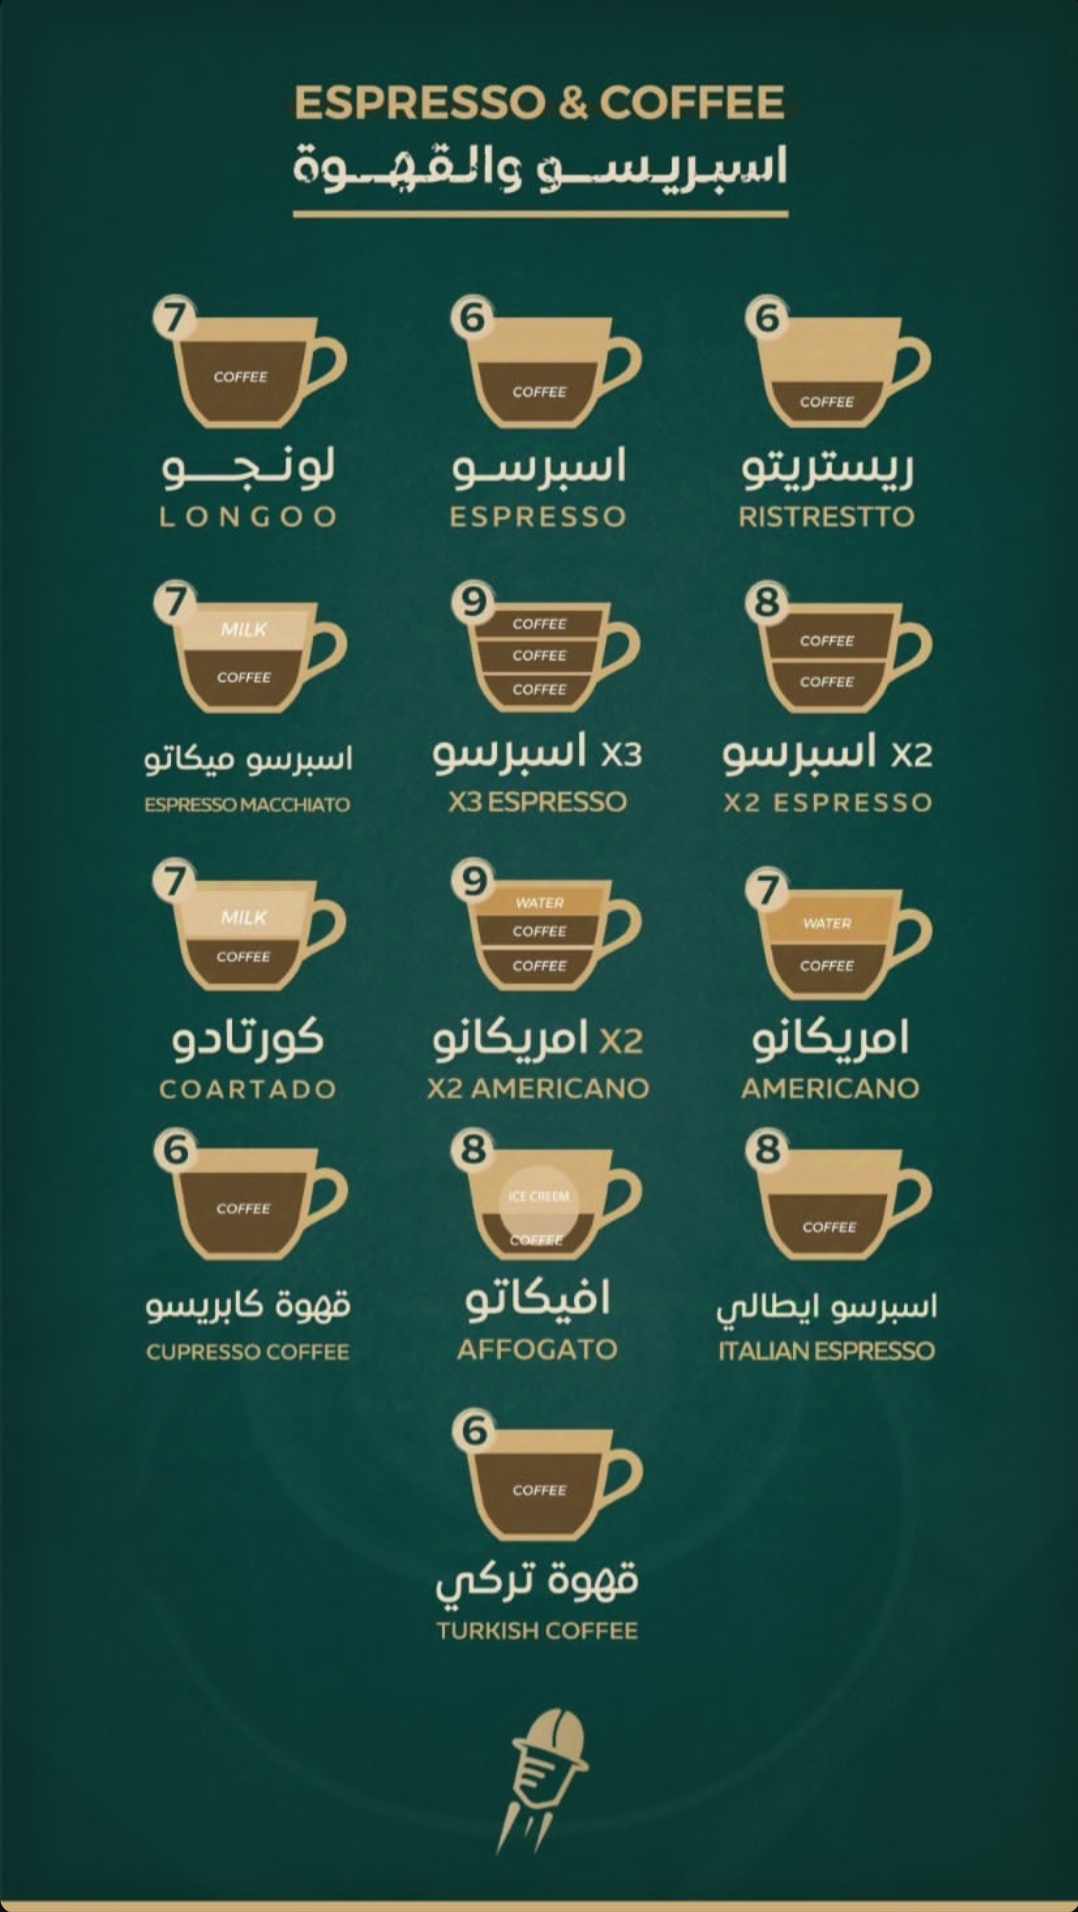 ESPRESSO & COFFEE
اسبريسـو والقهـوة
7
COFFEE
لونجـو
LONGOO
6
COFFEE
اسبرسـو
ESPRESSO
6
COFFEE
ريستريتو
RISTRESTTO
7
MILK
COFFEE
اسبرسو ميكاتو
ESPRESSO MACCHIATO
9
COFFEE
COFFEE
COFFEE
اسبرسو X3
X3 ESPRESSO
8
COFFEE
COFFEE
اسبرسو X2
X2 ESPRESSO
7
MILK
COFFEE
كورتادو
COARTADO
9
WATER
COFFEE
COFFEE
امريكانو X2
X2 AMERICANO
7
WATER
COFFEE
امريكانو
AMERICANO
6
COFFEE
قهوة كابريسو
CUPRESSO COFFEE
8
ICE CREEM
COFFEE
افيكاتو
AFFOGATO
8
COFFEE
اسبرسو ايطالي
ITALIAN ESPRESSO
6
COFFEE
قهوة تركي
TURKISH COFFEE